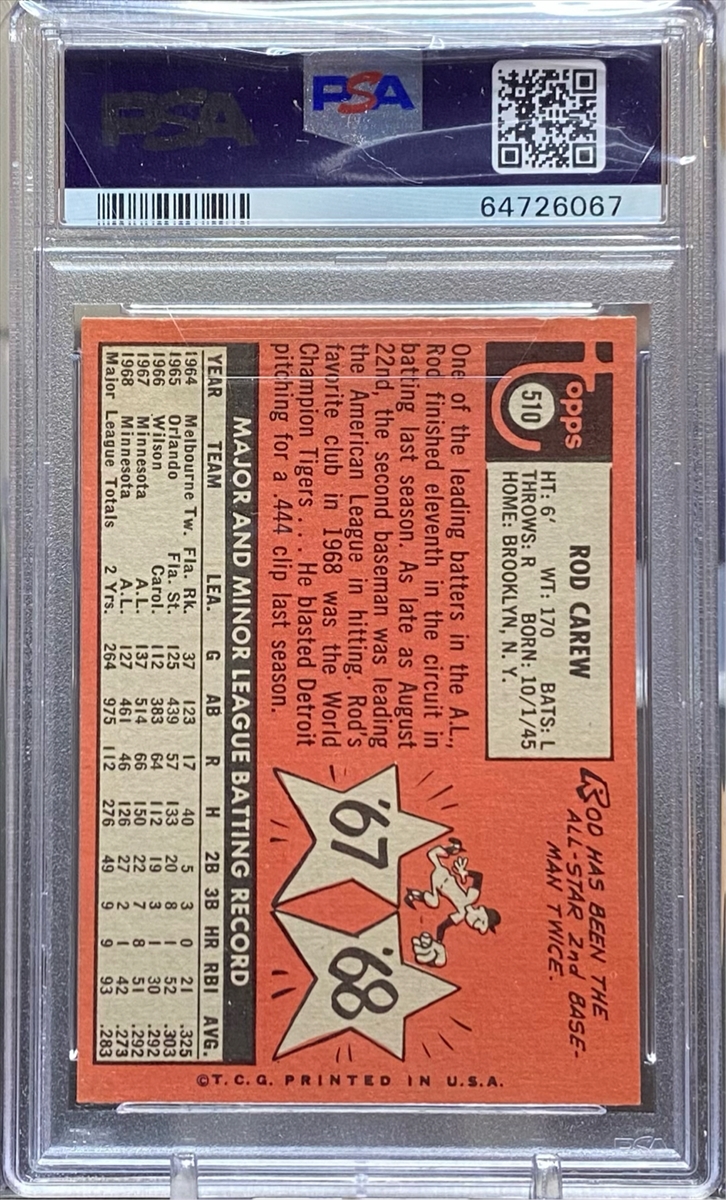 PSA
PSA
64726067
Topps
510
ROD CAREW
HT: 6' WT: 170 BATS: L
THROWS: R BORN: 10/1/45
HOME: BROOKLYN, N. Y.
ROD HAS BEEN THE
ALL-STAR 2nd BASE-
MAN TWICE.
One of the leading batters in the A.L.,
Rod finished eleventh in the circuit in
batting last season. As late as August
22nd, the second baseman was leading
the American League in hitting. Rod's
favorite club in 1968 was the World
Champion Tigers . . . He blasted Detroit
pitching for a .444 clip last season.
'67
'68
MAJOR AND MINOR LEAGUE BATTING RECORD
YEAR TEAM LEA. G AB R H 2B 3B HR RBI AVG.
1964 Melbourne Tw. Fla. Rk. 37 123 17 40 5 3 0 21 .325
1965 Orlando Fla. St. 125 439 57 133 20 8 1 52 .303
1966 Wilson Carol. 112 383 64 112 19 3 1 30 .292
1967 Minnesota A.L. 137 514 66 150 22 7 8 51 .292
1968 Minnesota A.L. 127 461 46 126 27 2 1 42 .273
Major League Totals 2 Yrs. 264 975 112 276 49 9 9 93 .283
©T.C.G. PRINTED IN U.S.A.
PSA